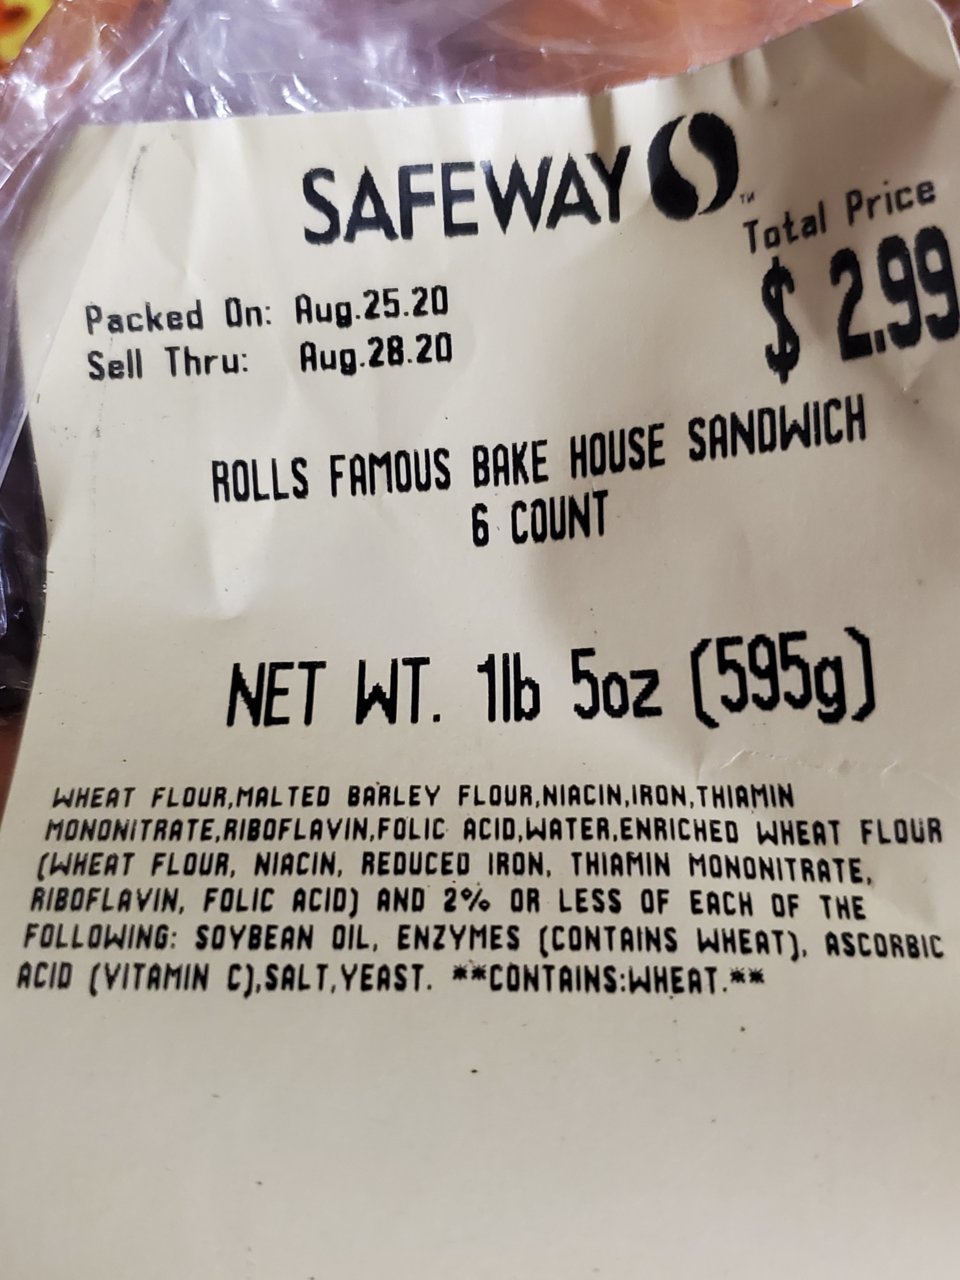 SAFEWAY ™
Total Price
$ 2.99
Packed On: Aug.25.20
Sell Thru: Aug.28.20
ROLLS FAMOUS BAKE HOUSE SANDWICH
6 COUNT
NET WT. 1lb 5oz (595g)
WHEAT FLOUR,MALTED BARLEY FLOUR,NIACIN,IRON,THIAMIN
MONONITRATE,RIBOFLAVIN,FOLIC ACID,WATER,ENRICHED WHEAT FLOUR
(WHEAT FLOUR, NIACIN, REDUCED IRON, THIAMIN MONONITRATE,
RIBOFLAVIN, FOLIC ACID) AND 2% OR LESS OF EACH OF THE
FOLLOWING: SOYBEAN OIL, ENZYMES (CONTAINS WHEAT), ASCORBIC
ACID (VITAMIN C),SALT,YEAST. **CONTAINS:WHEAT.**